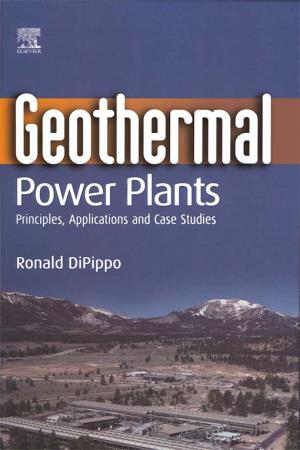 ELSEVIER
Geothermal
Power Plants
Principles, Applications and Case Studies
Ronald DiPippo